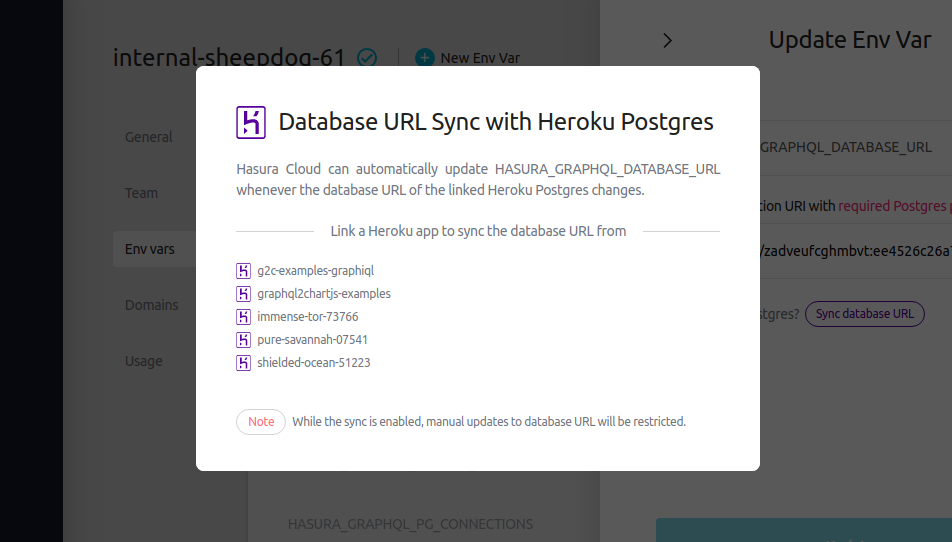 internal-sheepdog-61
New Env Var
Update Env Var
Database URL Sync with Heroku Postgres
Hasura Cloud can automatically update HASURA_GRAPHQL_DATABASE_URL
whenever the database URL of the linked Heroku Postgres changes.
Link a Heroku app to sync the database URL from
g2c-examples-graphiql
graphql2chartjs-examples
immense-tor-73766
pure-savannah-07541
shielded-ocean-51223
Note While the sync is enabled, manual updates to database URL will be restricted.
General
Team
Env vars
Domains
Usage
GRAPHQL_DATABASE_URL
URI with required Postgres
/zadveufcghmbvt:ee4526c26a
Sync database URL
HASURA_GRAPHQL_PG_CONNECTIONS